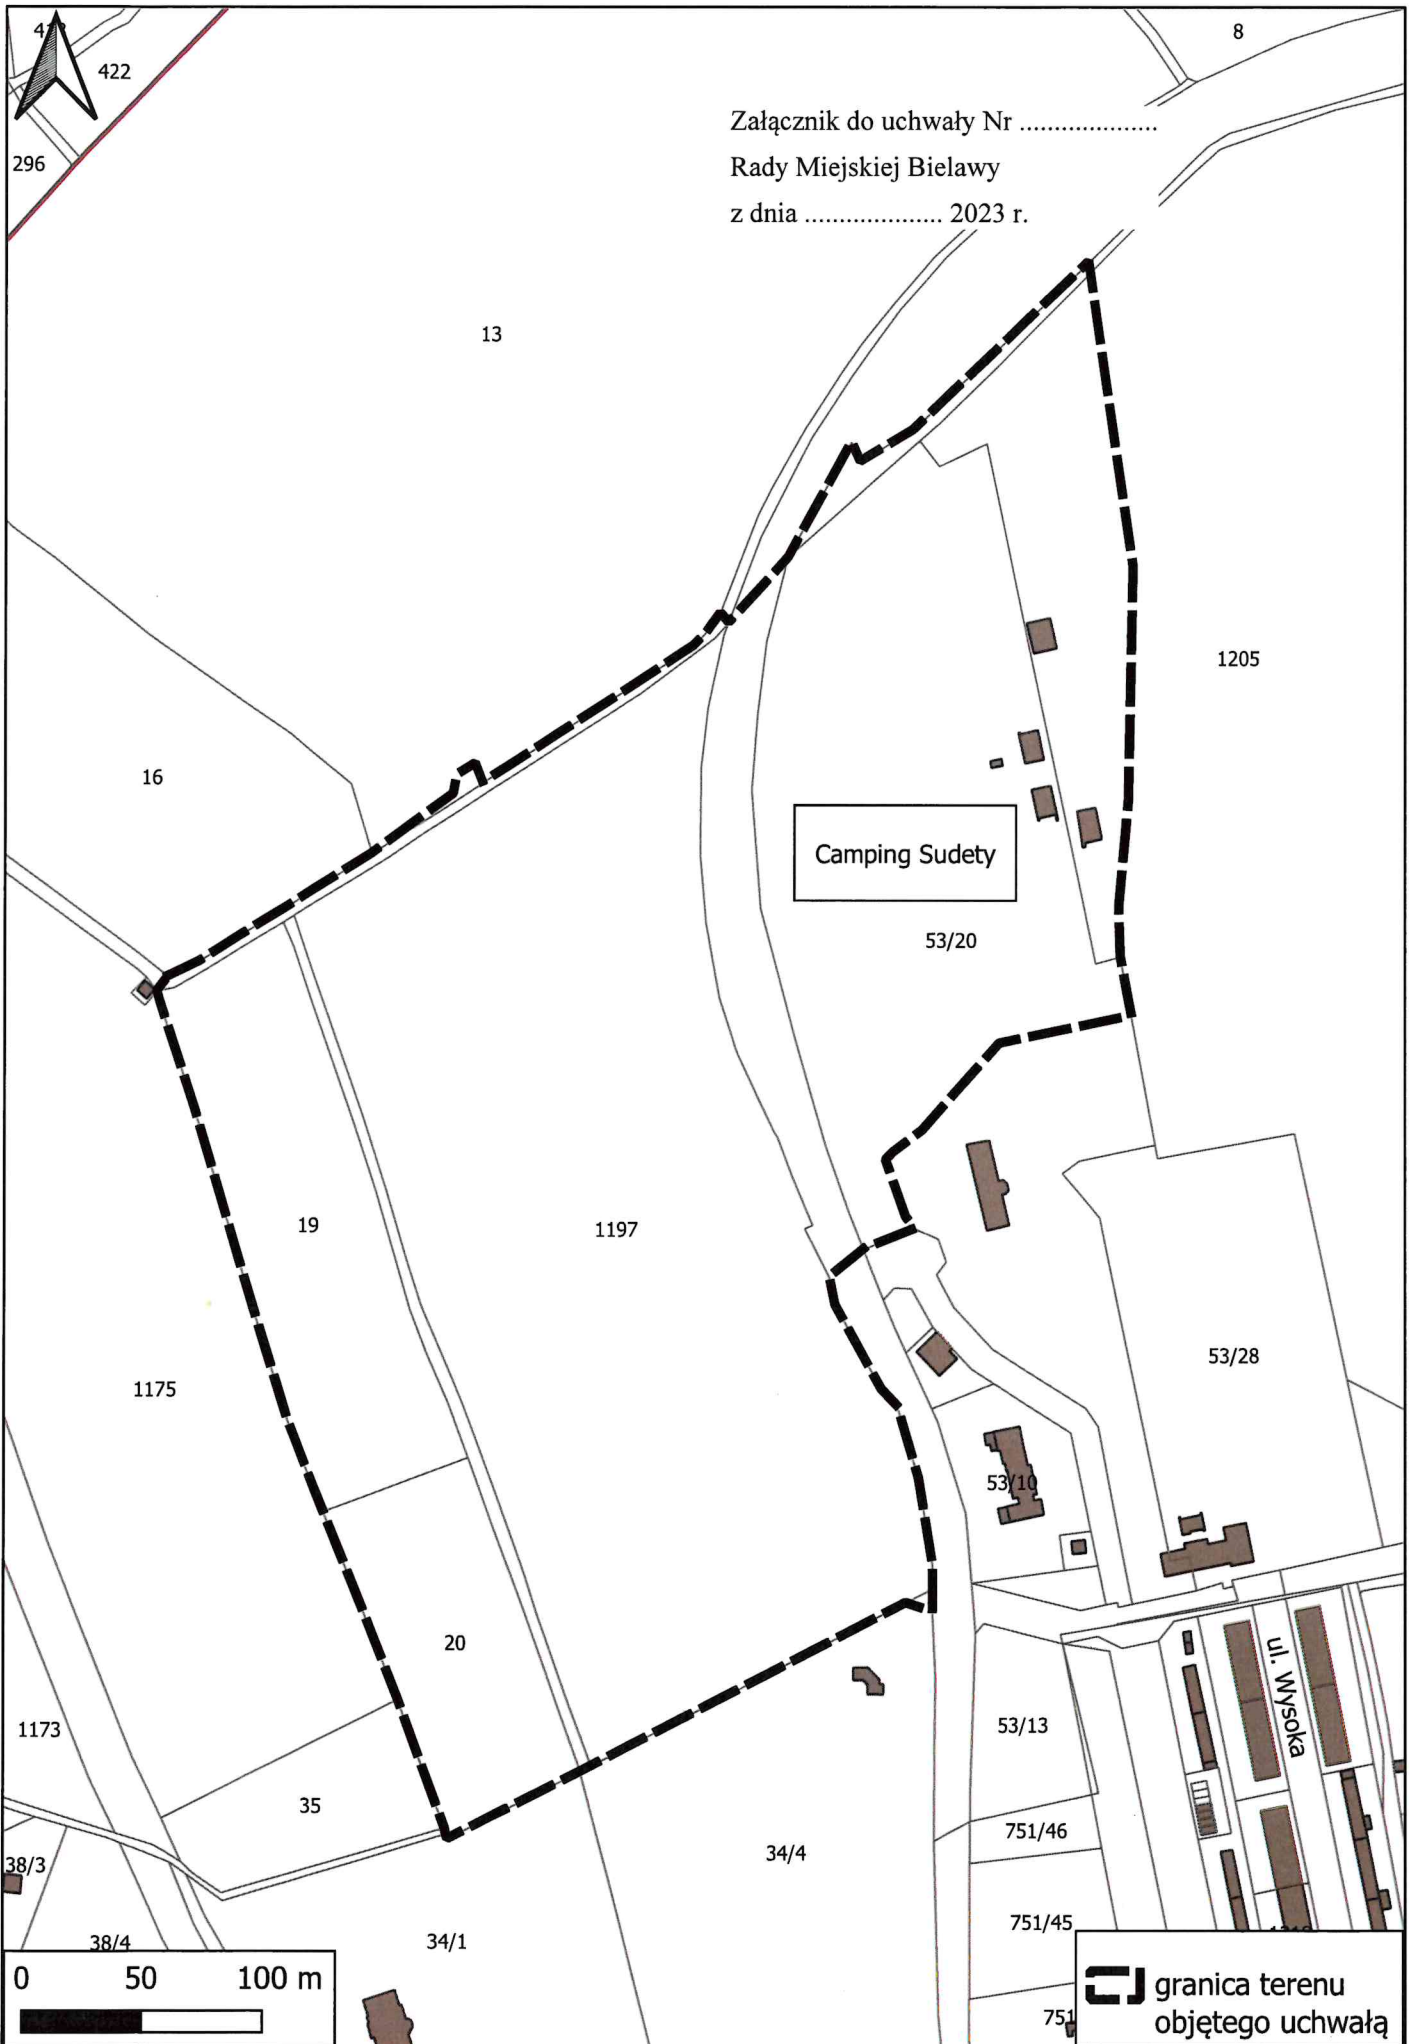 422
8
296
Załącznik do uchwały Nr ....................
Rady Miejskiej Bielawy
z dnia .................... 2023 r.
13
1205
16
Camping Sudety
53/20
19
1197
1175
53/28
53/10
20
ul. Wysoka
1173
53/13
35
751/46
38/3
34/4
751/45
38/4
34/1
0 50 100 m
granica terenu
objętego uchwałą